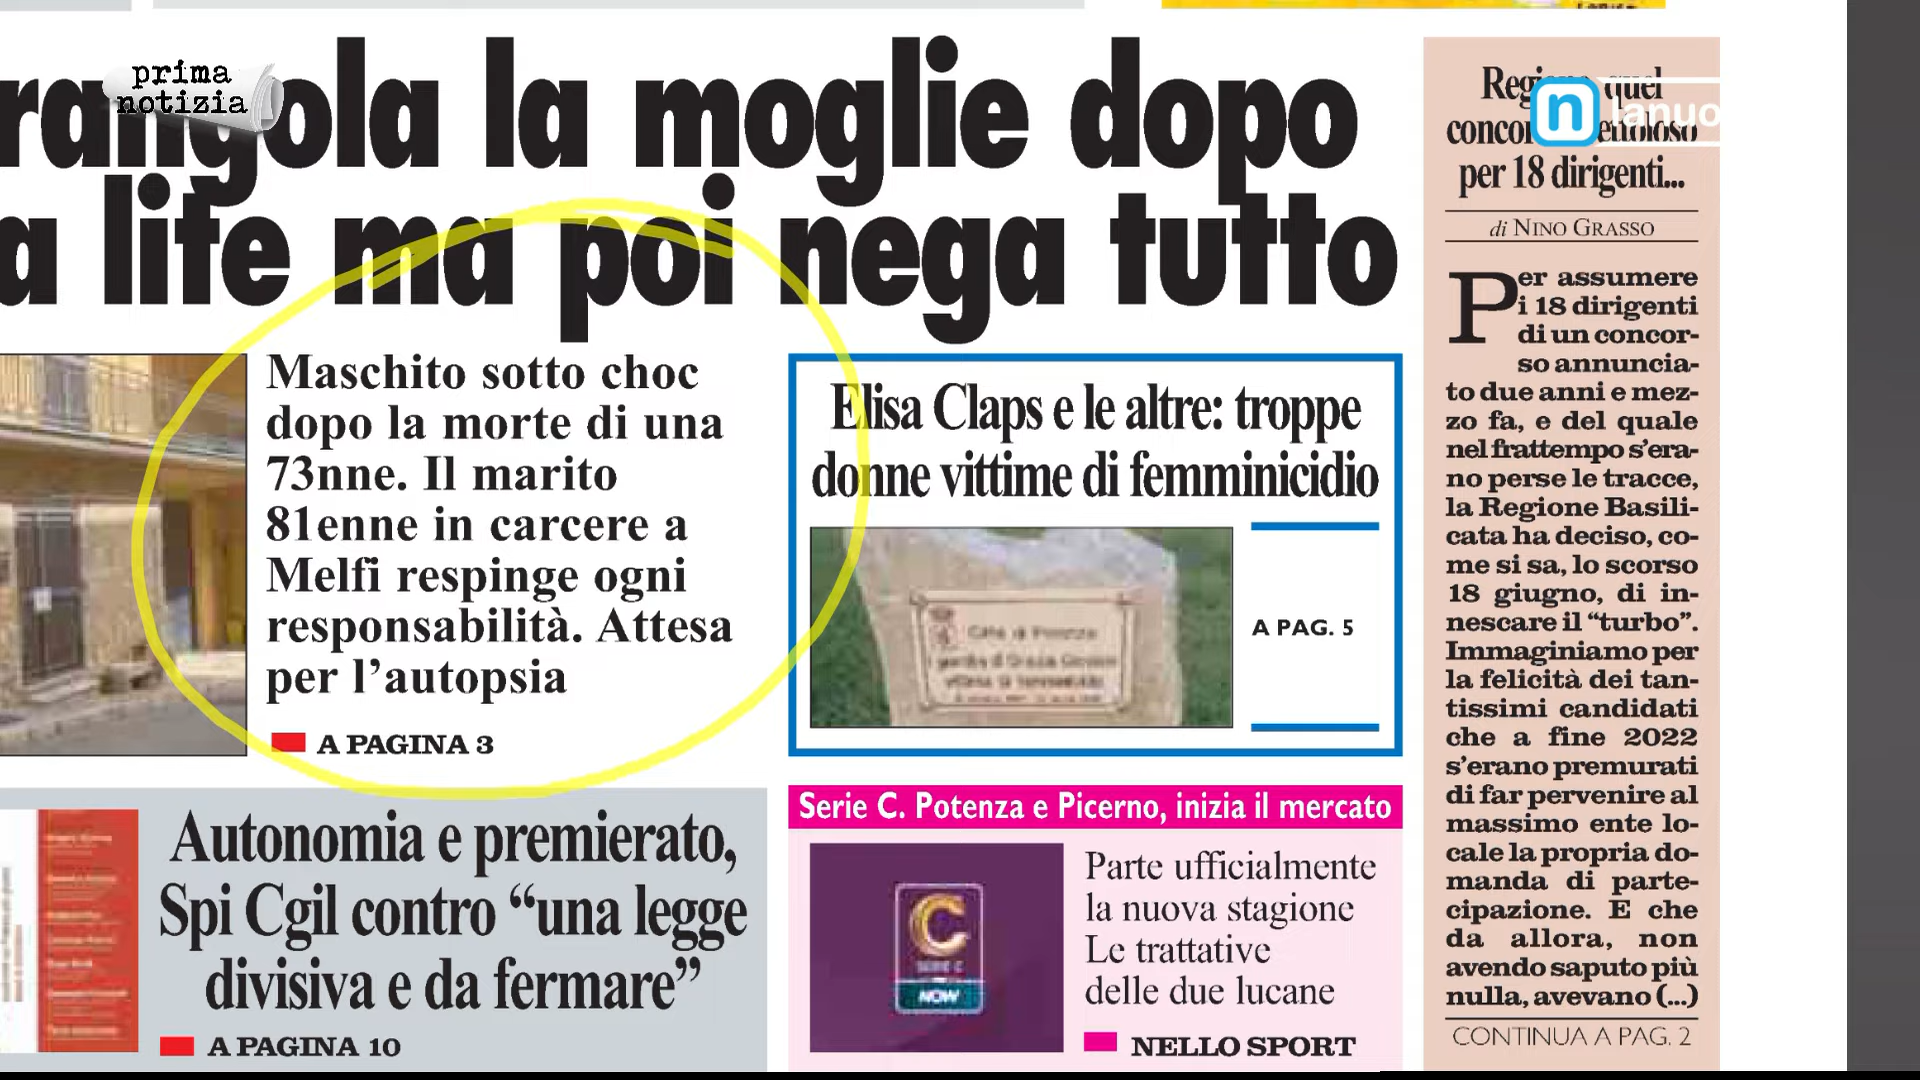 prima
notizia
la moglie dopo
a life ma poi nega tutto
Maschito sotto choc
dopo la morte di una
73nne. Il marito
81enne in carcere a
Melfi respinge ogni
responsabilità. Attesa
per l’autopsia
A PAGINA 3
Elisa Claps e le altre: troppe
donne vittime di femminicidio
Città di Potenza
A PAG. 5
Autonomia e premierato,
Spi Cgil contro “una legge
divisiva e da fermare”
A PAGINA 10
Serie C. Potenza e Picerno, inizia il mercato
C
SERIE C
NOW
Parte ufficialmente
la nuova stagione
Le trattative
delle due lucane
NELLO SPORT
n lanuo
quel
per 18 dirigenti...
di NINO GRASSO
Per assumere
i 18 dirigenti
di un concor-
so annuncia-
to due anni e mez-
zo fa, e del quale
nel frattempo s’era-
no perse le tracce,
la Regione Basili-
cata ha deciso, co-
me si sa, lo scorso
18 giugno, di in-
nescare il “turbo”.
Immaginiamo per
la felicità dei tan-
tissimi candidati
che a fine 2022
s’erano premurati
di far pervenire al
massimo ente lo-
cale la propria do-
manda di parte-
cipazione. E che
da allora, non
avendo saputo più
nulla, avevano (...)
CONTINUA A PAG. 2